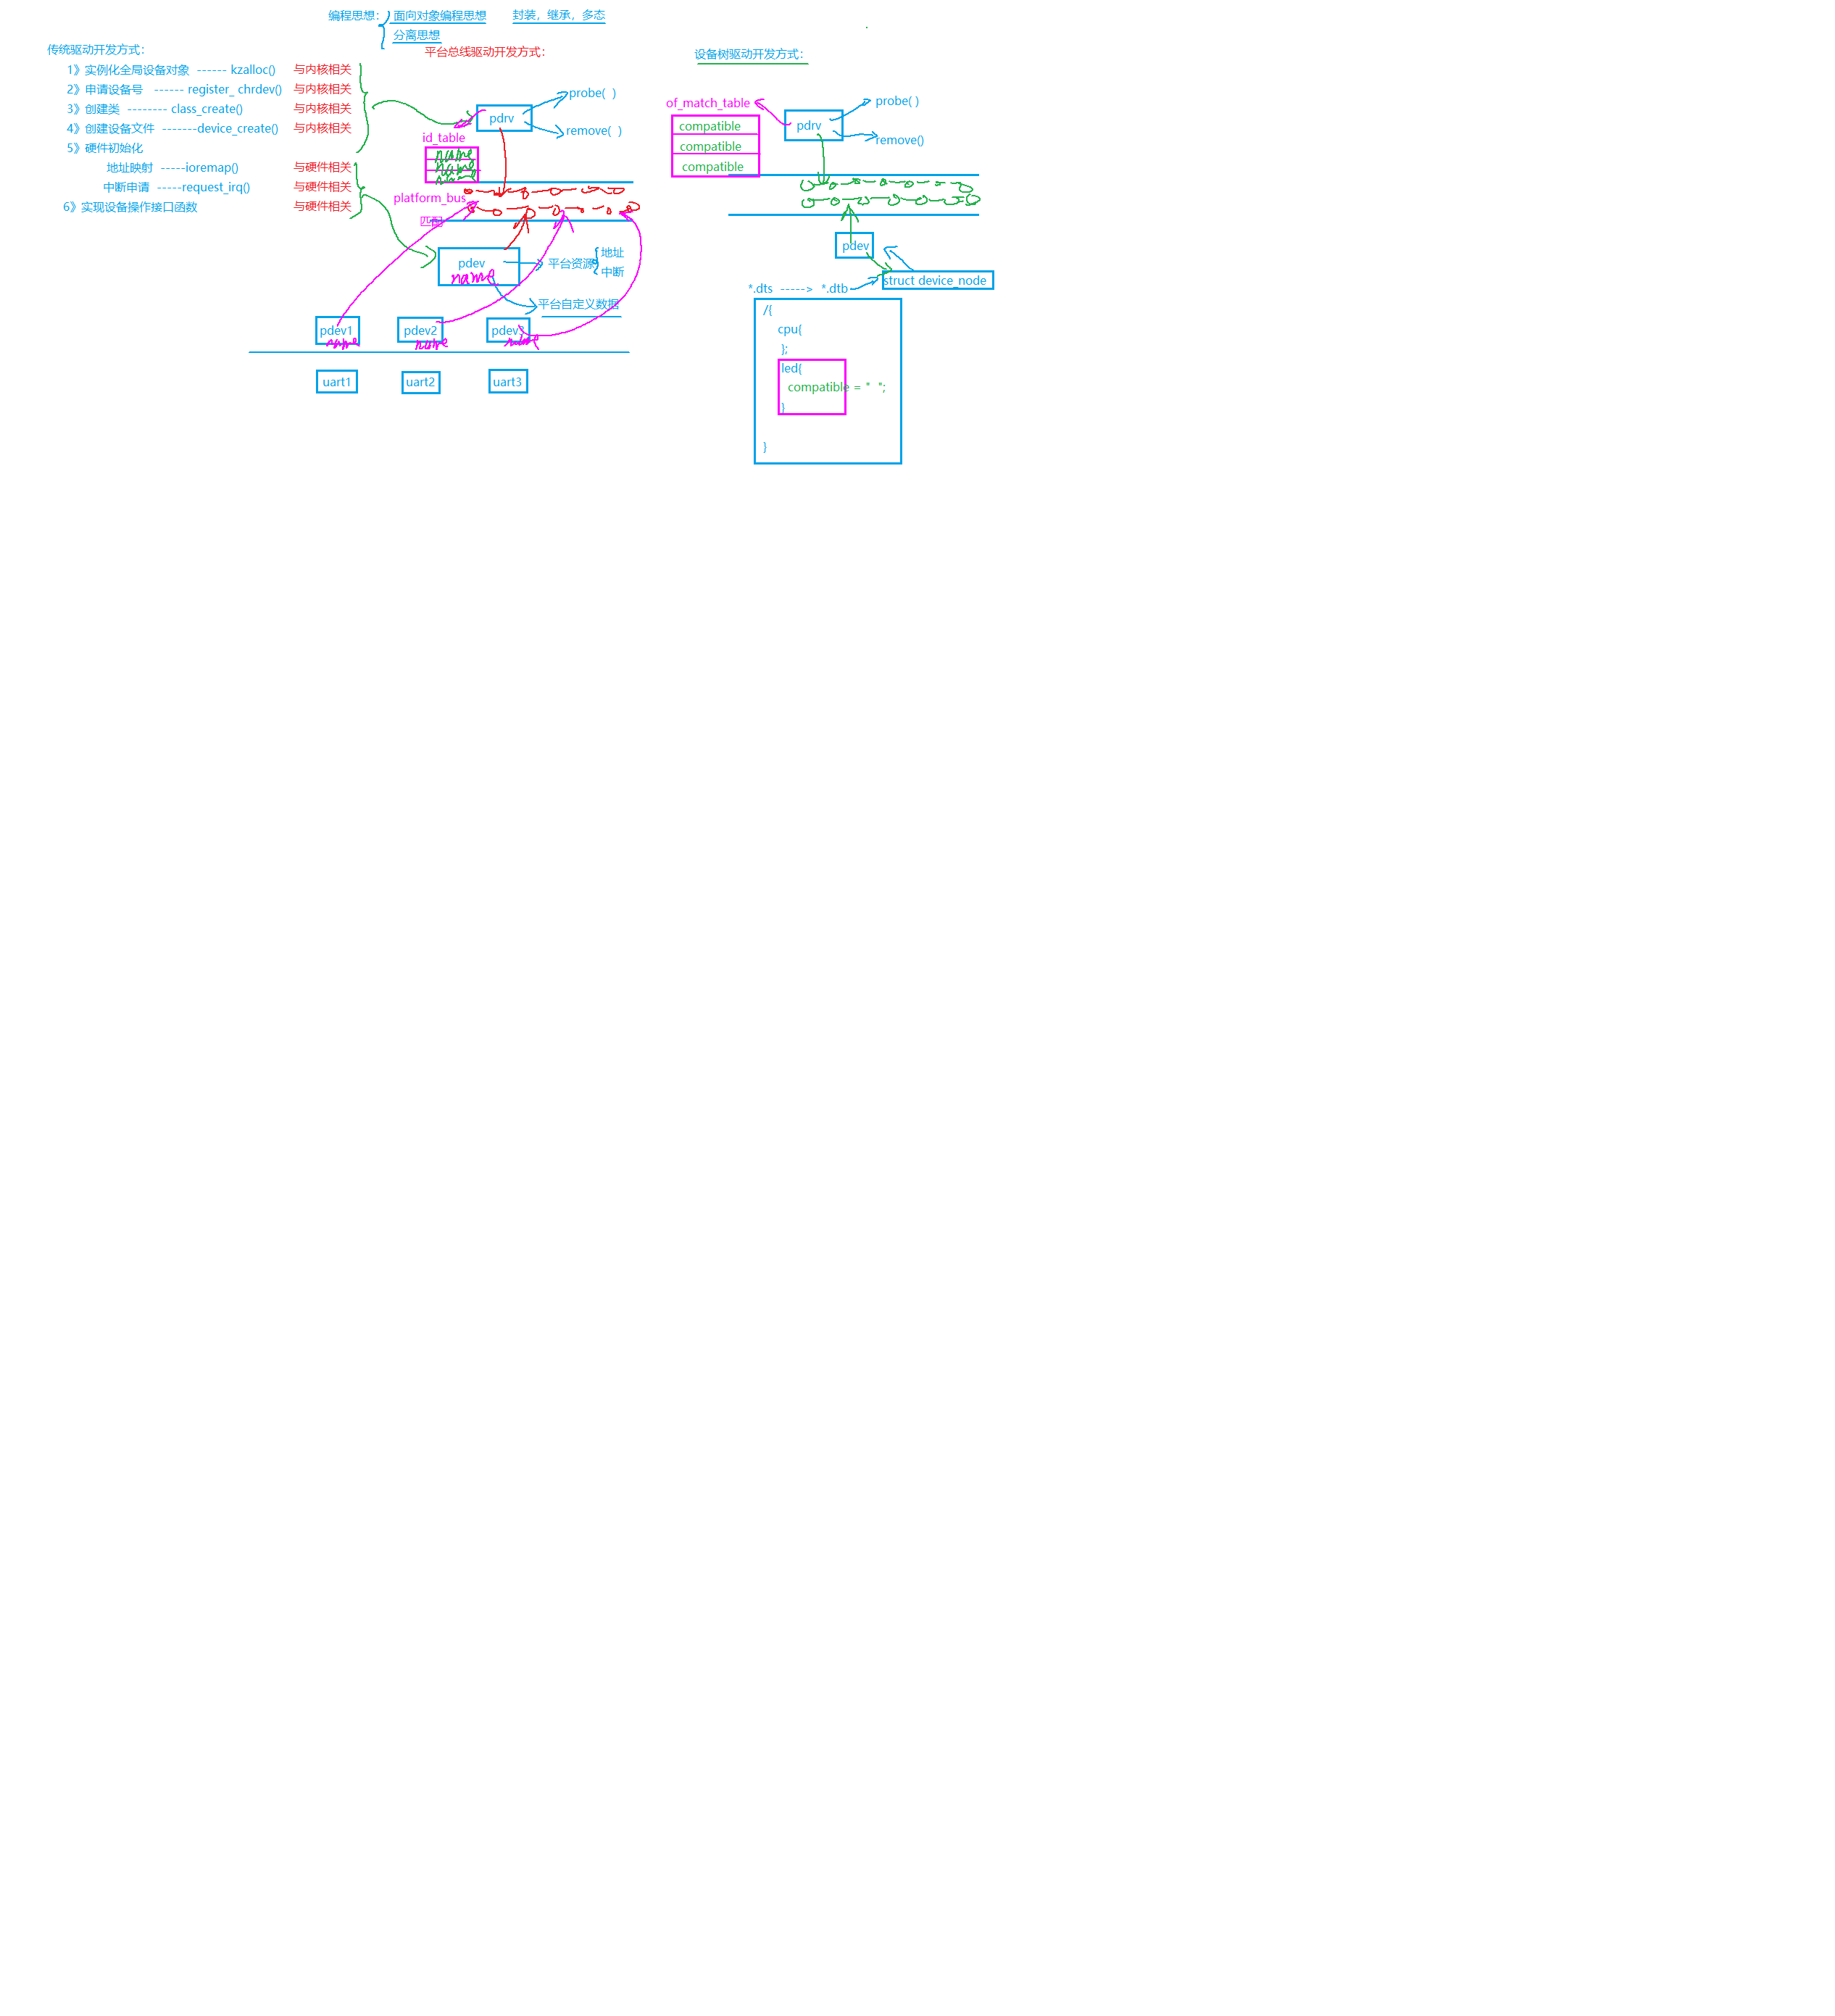 编程思想： 面向对象编程思想 封装，继承，多态
分离思想
传统驱动开发方式：
1》实例化全局设备对象 ------ kzalloc() 与内核相关
2》申请设备号 ------ register_ chrdev() 与内核相关
3》创建类 -------- class_create() 与内核相关
4》创建设备文件 -------device_create() 与内核相关
5》硬件初始化
地址映射 -----ioremap() 与硬件相关
中断申请 -----request_irq() 与硬件相关
6》实现设备操作接口函数 与硬件相关
平台总线驱动开发方式：
pdrv
probe( )
remove( )
id_table
name
name
name
platform_bus
匹配
pdev
name
平台资源
地址
中断
平台自定义数据
pdev1 pdev2 pdev3
name name name
uart1 uart2 uart3
设备树驱动开发方式：
of_match_table
compatible
compatible
compatible
pdrv
probe( )
remove()
pdev
struct device_node
*.dts -----> *.dtb
/{
cpu{
};
led{
compatible = " ";
}
}